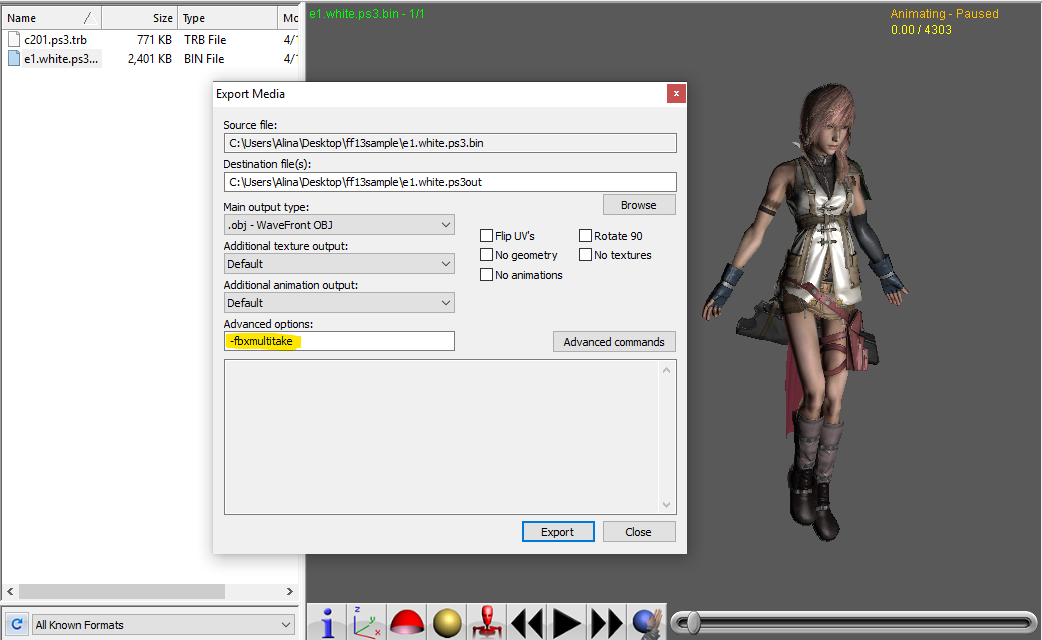 Name Size Type Mo
c201.ps3.trb 771 KB TRB File 4/1
e1.white.ps3... 2,401 KB BIN File 4/1
e1.white.ps3.bin - 1/1
Animating - Paused
0.00 / 4303
Export Media
x
Source file:
C:\Users\Alina\Desktop\ff13sample\e1.white.ps3.bin
Destination file(s):
C:\Users\Alina\Desktop\ff13sample\e1.white.ps3out
Main output type:
Browse
.obj - WaveFront OBJ
Flip UV's Rotate 90
Additional texture output:
No geometry No textures
Default
No animations
Additional animation output:
Default
Advanced options:
-fbxmultitake
Advanced commands
Export Close
All Known Formats
i z y x